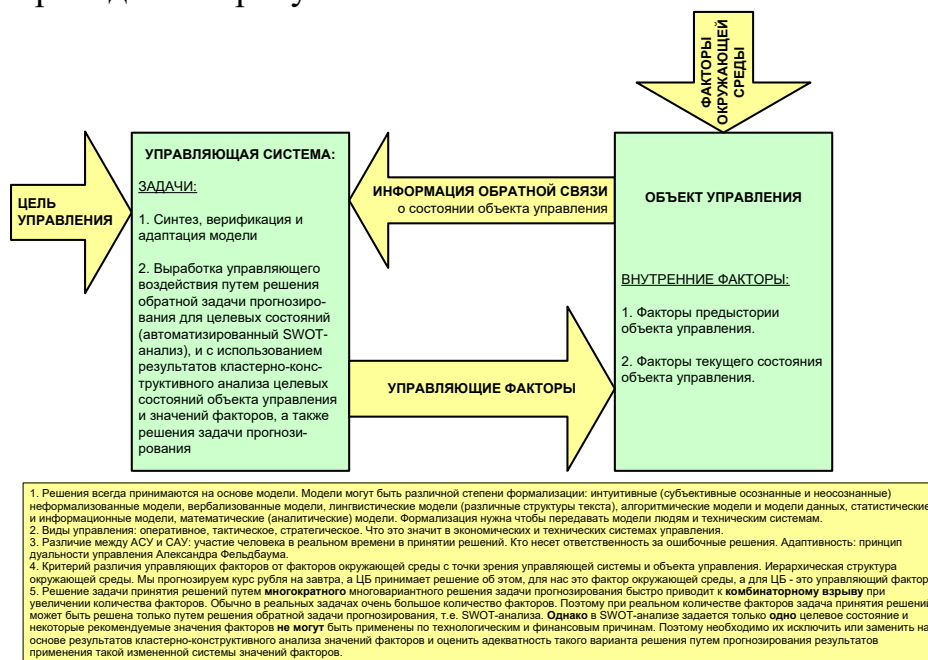 ФАКТОРЫ
ОКРУЖАЮЩЕЙ
СРЕДЫ
ЦЕЛЬ
УПРАВЛЕНИЯ
УПРАВЛЯЮЩАЯ СИСТЕМА:
ЗАДАЧИ:
1. Синтез, верификация и
адаптация модели
2. Выработка управляющего
воздействия путем решения
обратной задачи прогнозиро-
вания для целевых состояний
(автоматизированный SWOT-
анализ), и с использованием
результатов кластерно-кон-
структивного анализа целевых
состояний объекта управления
и значений факторов, а также
решения задачи прогнози-
рования
ИНФОРМАЦИЯ ОБРАТНОЙ СВЯЗИ
о состоянии объекта управления
УПРАВЛЯЮЩИЕ ФАКТОРЫ
ОБЪЕКТ УПРАВЛЕНИЯ
ВНУТРЕННИЕ ФАКТОРЫ:
1. Факторы предыстории
объекта управления.
2. Факторы текущего состояния
объекта управления.
1. Решения всегда принимаются на основе модели. Модели могут быть различной степени формализации: интуитивные (субъективные осознанные и неосознанные)
неформализованные модели, вербализованные модели, лингвистические модели (различные структуры текста), алгоритмические модели и модели данных, статистические
и информационные модели, математические (аналитические) модели. Формализация нужна чтобы передавать модели людям и техническим системам.
2. Виды управления: оперативное, тактическое, стратегическое. Что это значит в экономических и технических системах управления.
3. Различие между АСУ и САУ: участие человека в реальном времени в принятии решений. Кто несет ответственность за ошибочные решения. Адаптивность: принцип
дуальности управления Александра Фельдбаума.
4. Критерий различия управляющих факторов от факторов окружающей среды с точки зрения управляющей системы и объекта управления. Иерархическая структура
окружающей среды. Мы прогнозируем курс рубля на завтра, а ЦБ принимает решение об этом, для нас это фактор окружающей среды, а для ЦБ - это управляющий фактор
5. Решение задачи принятия решений путем многократного многовариантного решения задачи прогнозирования быстро приводит к комбинаторному взрыву при
увеличении количества факторов. Обычно в реальных задачах очень большое количество факторов. Поэтому при реальном количестве факторов задача принятия решений
может быть решена только путем решения обратной задачи прогнозирования, т.е. SWOT-анализа. Однако в SWOT-анализе задается только одно целевое состояние и
некоторые рекомендуемые значения факторов не могут быть применены по технологическим и финансовым причинам. Поэтому необходимо их исключить или заменить на
основе результатов кластерно-конструктивного анализа значений факторов и оценить адекватность такого варианта решения путем прогнозирования результатов
применения такой измененной системы значений факторов.